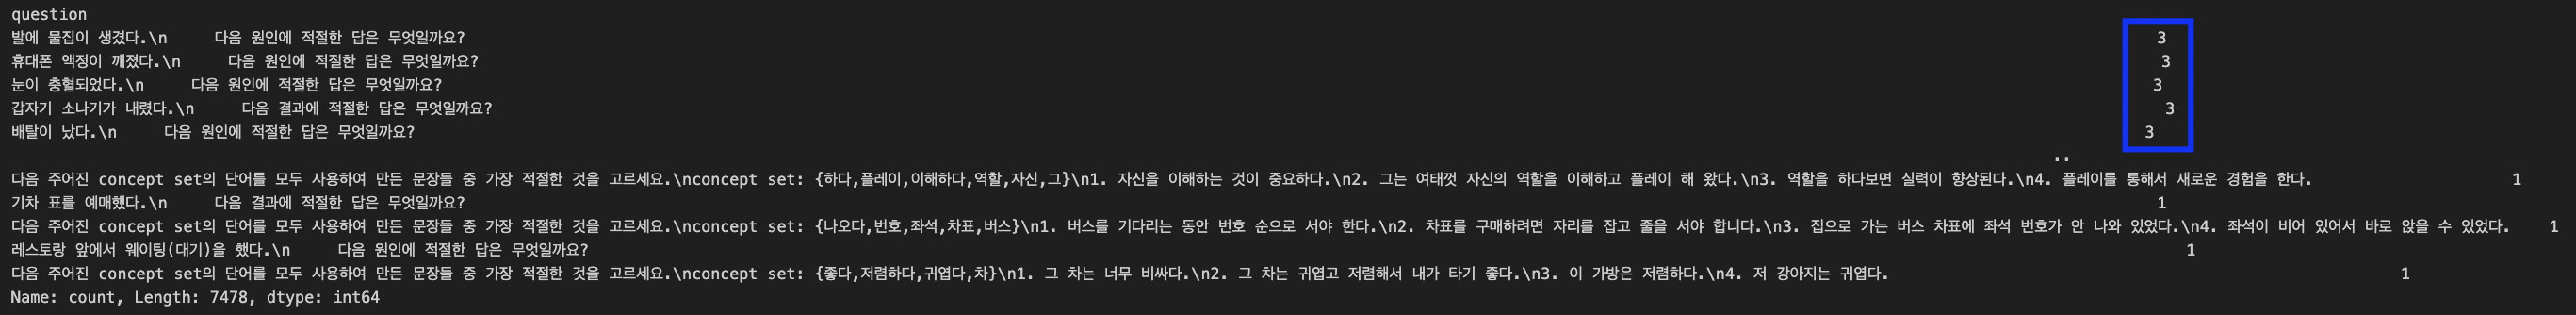 question
발에 물집이 생겼다.\n     다음 원인에 적절한 답은 무엇일까요?     3
휴대폰 액정이 깨졌다.\n     다음 원인에 적절한 답은 무엇일까요?     3
눈이 충혈되었다.\n     다음 원인에 적절한 답은 무엇일까요?     3
갑자기 소나기가 내렸다.\n     다음 결과에 적절한 답은 무엇일까요?     3
배탈이 났다.\n     다음 원인에 적절한 답은 무엇일까요?     3
..
다음 주어진 concept set의 단어를 모두 사용하여 만든 문장들 중 가장 적절한 것을 고르세요.\nconcept set: {하다,플레이,이해하다,역할,자신,그}\n1. 자신을 이해하는 것이 중요하다.\n2. 그는 여태껏 자신의 역할을 이해하고 플레이 해 왔다.\n3. 역할을 하다보면 실력이 향상된다.\n4. 플레이를 통해서 새로운 경험을 한다.     1
기차 표를 예매했다.\n     다음 결과에 적절한 답은 무엇일까요?     1
다음 주어진 concept set의 단어를 모두 사용하여 만든 문장들 중 가장 적절한 것을 고르세요.\nconcept set: {나오다,번호,좌석,차표,버스}\n1. 버스를 기다리는 동안 번호 순으로 서야 한다.\n2. 차표를 구매하려면 자리를 잡고 줄을 서야 합니다.\n3. 집으로 가는 버스 차표에 좌석 번호가 안 나와 있었다.\n4. 좌석이 비어 있어서 바로 앉을 수 있었다.     1
레스토랑 앞에서 웨이팅(대기)을 했다.\n     다음 원인에 적절한 답은 무엇일까요?     1
다음 주어진 concept set의 단어를 모두 사용하여 만든 문장들 중 가장 적절한 것을 고르세요.\nconcept set: {좋다,저렴하다,귀엽다,차}\n1. 그 차는 너무 비싸다.\n2. 그 차는 귀엽고 저렴해서 내가 타기 좋다.\n3. 이 가방은 저렴하다.\n4. 저 강아지는 귀엽다.     1
Name: count, Length: 7478, dtype: int64